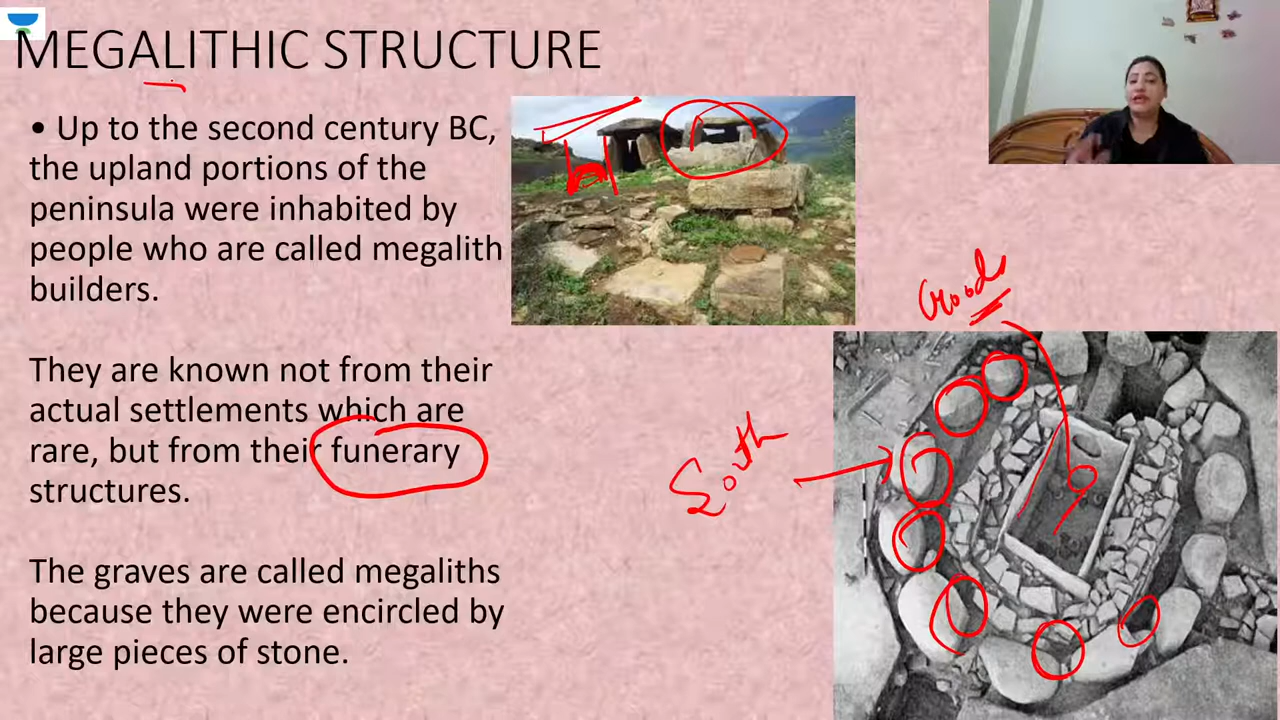 MEGALITHIC STRUCTURE
• Up to the second century BC,
the upland portions of the
peninsula were inhabited by
people who are called megalith
builders.
They are known not from their
actual settlements which are
rare, but from their funerary
structures.
The graves are called megaliths
because they were encircled by
large pieces of stone.
Goods
South